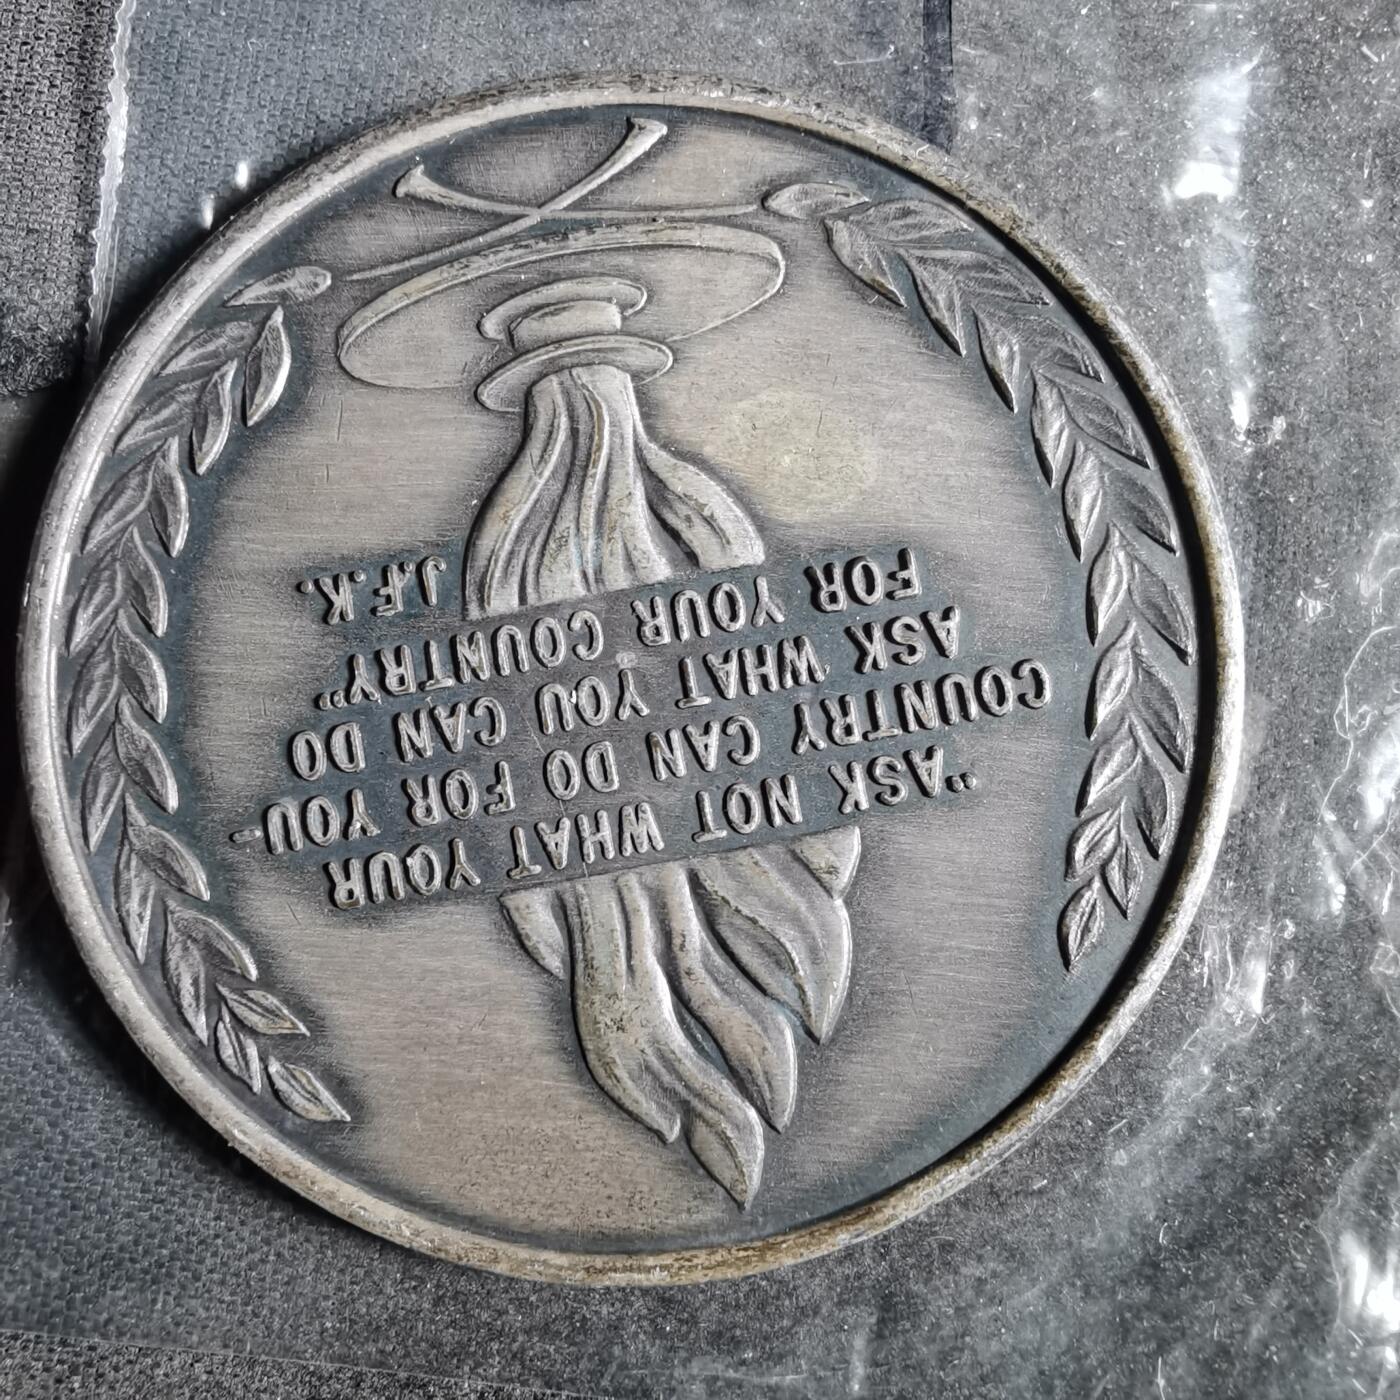 "ASK NOT WHAT YOUR
COUNTRY CAN DO FOR YOU-
ASK WHAT YOU CAN DO
FOR YOUR COUNTRY"
J.F.K.